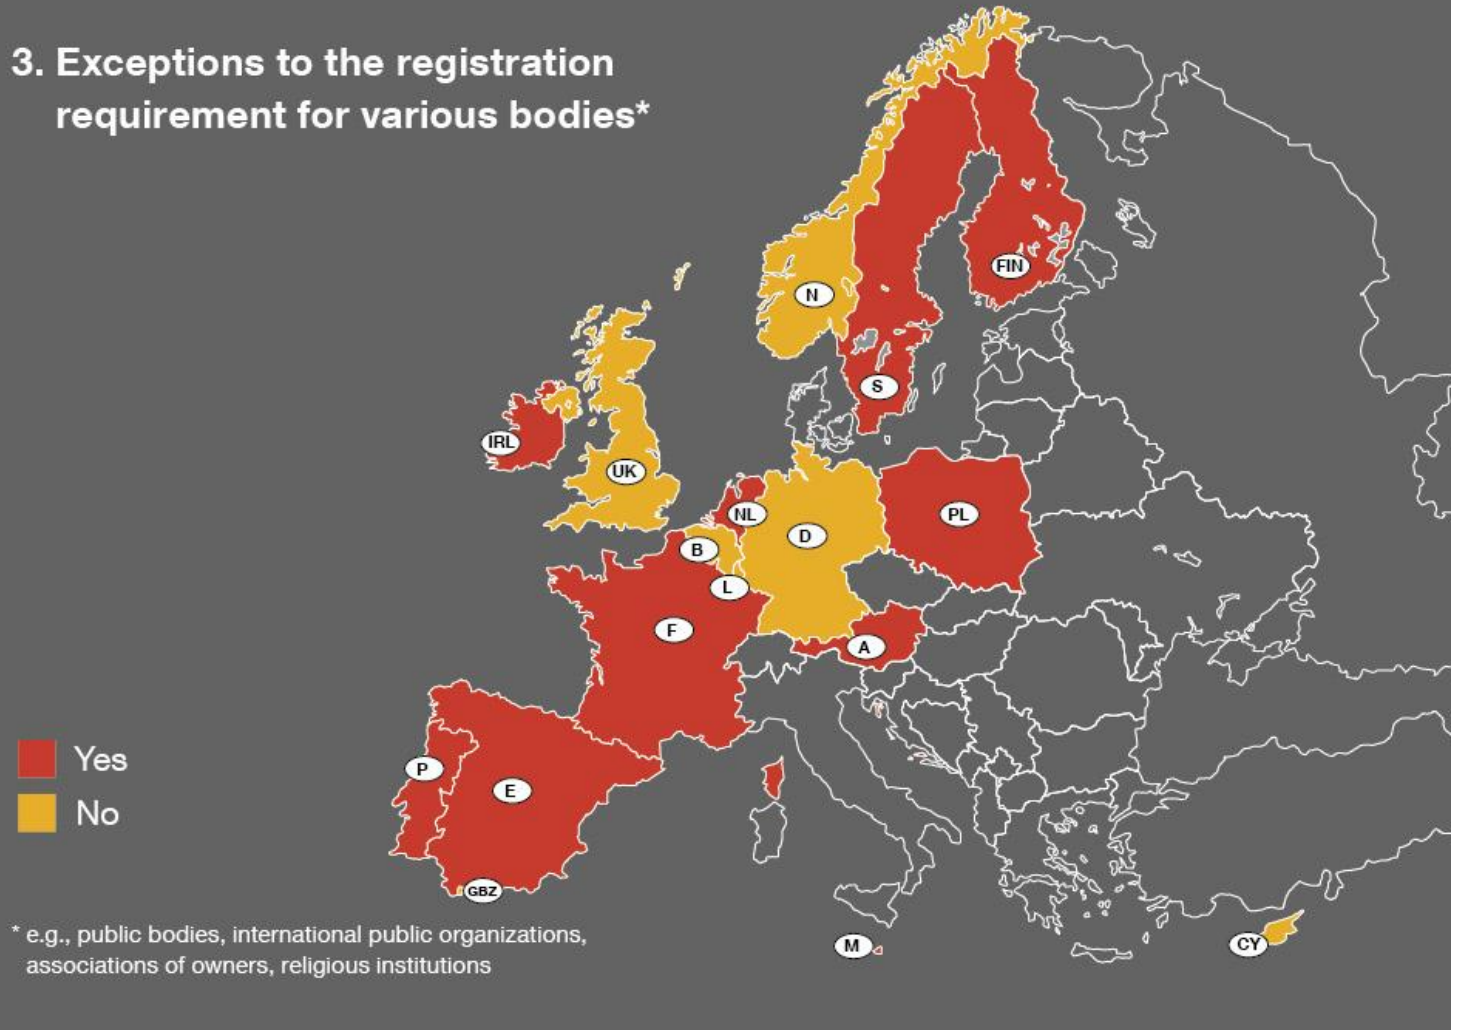 3. Exceptions to the registration
requirement for various bodies*
FIN
N
S
IRL
UK
NL
PL
D
B
L
F
A
Yes
P
E
No
GBZ
* e.g., public bodies, international public organizations,
associations of owners, religious institutions
M
CY